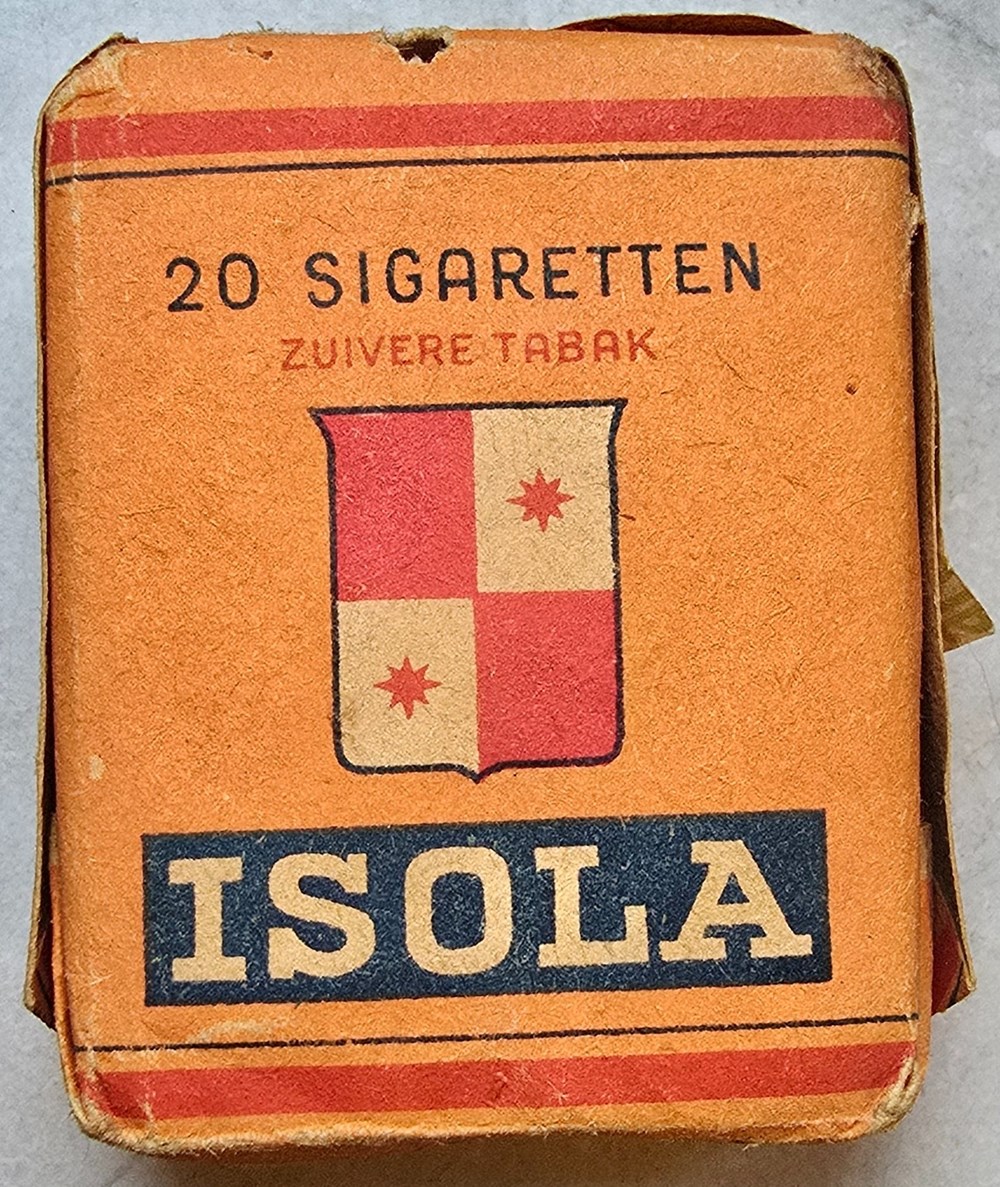 20 SIGARETTEN
ZUIVERE TABAK
ISOLA